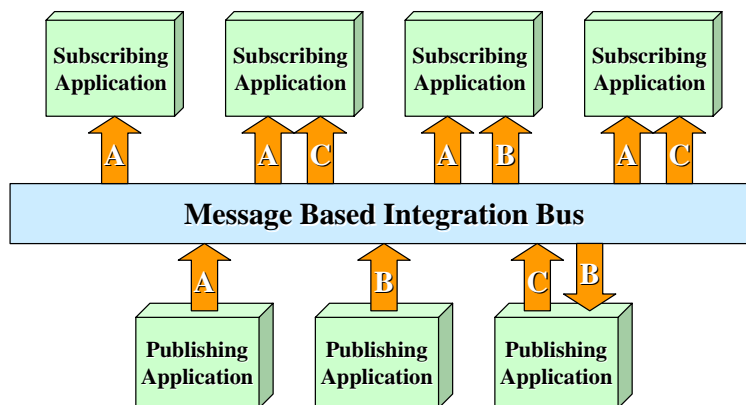 Subscribing
Application
Subscribing
Application
Subscribing
Application
Subscribing
Application
A
A
C
A
B
A
C
Message Based Integration Bus
A
B
C
B
Publishing
Application
Publishing
Application
Publishing
Application